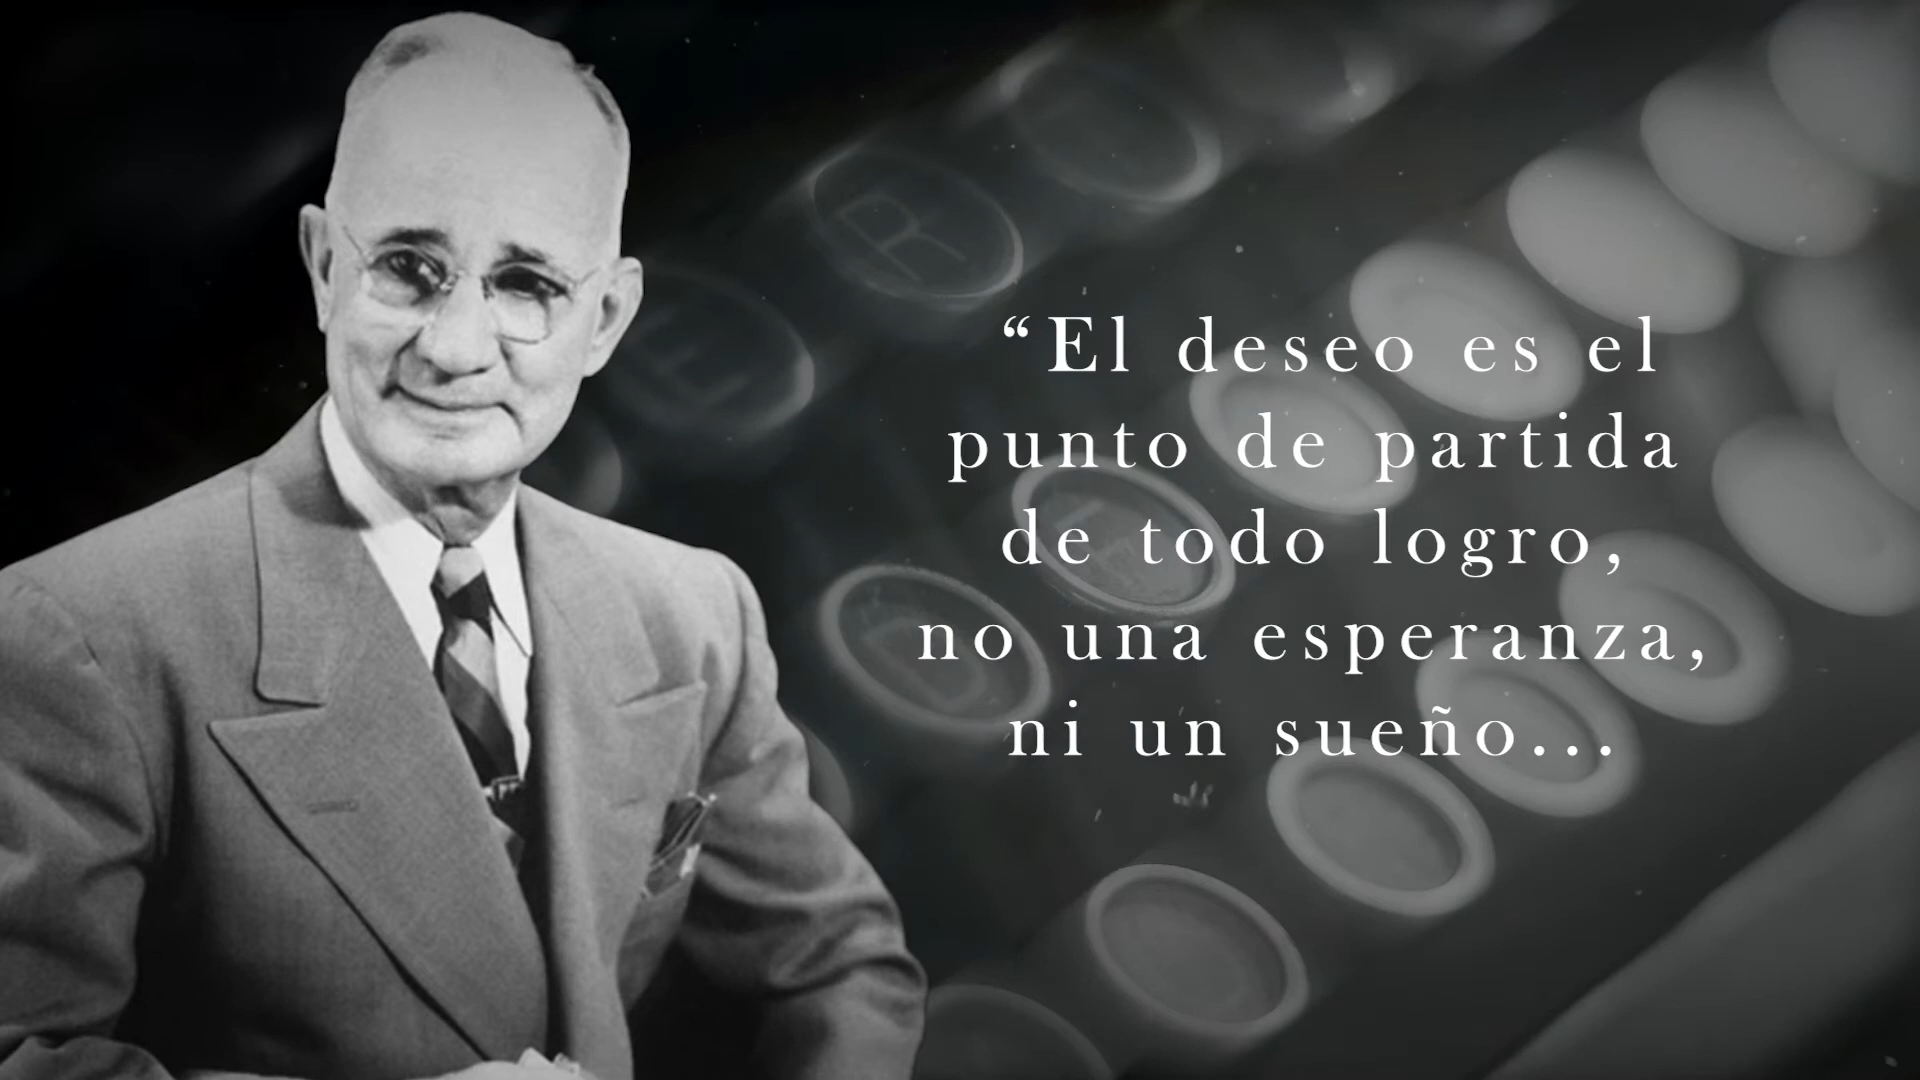 “El deseo es el
punto de partida
de todo logro,
no una esperanza,
ni un sueño...
R
E